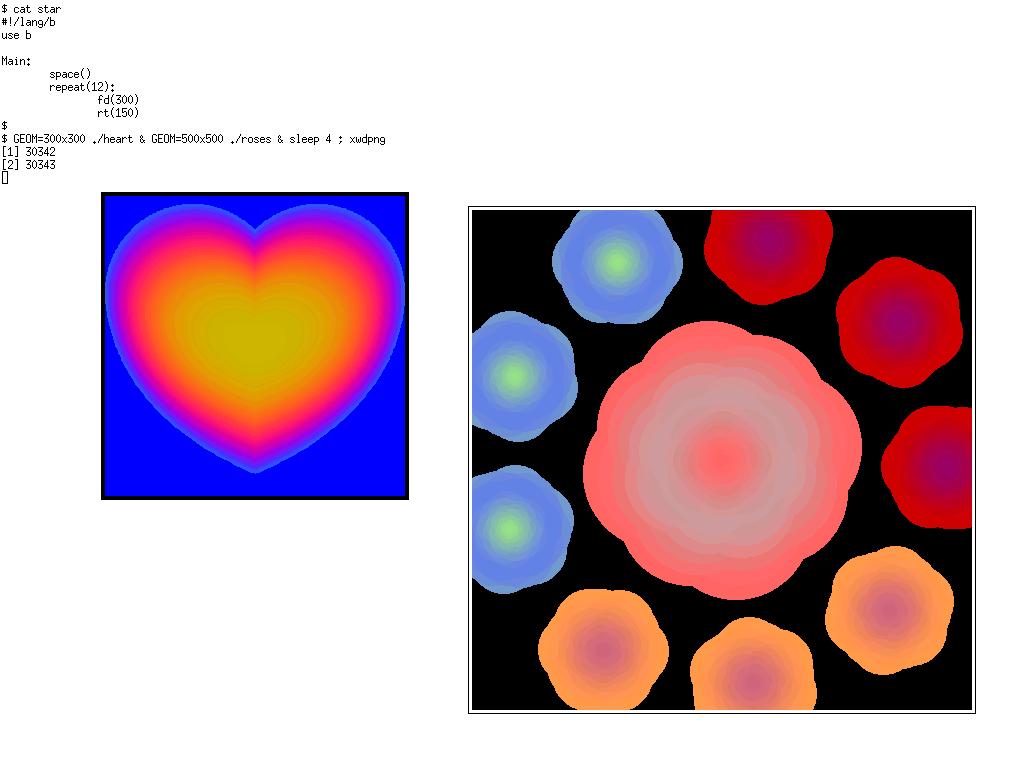 $ cat star
#!/lang/b
use b
Main:
space()
repeat(12):
fd(300)
rt(150)
$
$ GEOM=300x300 ./heart & GEOM=500x500 ./roses & sleep 4 ; xwdpng
[1] 30342
[2] 30343